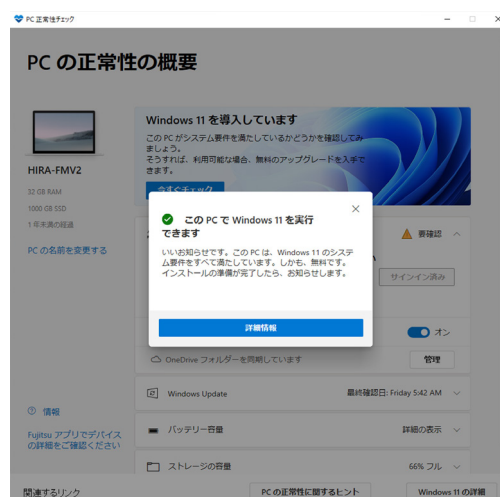 PC 正常性チェック
PC の正常性の概要
HIRA-FMV2
32 GB RAM
1000 GB SSD
1 年未満の経過
PC の名前を変更する
Windows 11 を導入しています
この PC がシステム要件を満たしているかどうかを確認してみ
ましょう。
そうすれば、利用可能な場合、無料のアップグレードを入手で
きます。
今すぐチェック
この PC で Windows 11 を実行
できます
いいお知らせです。この PC は、Windows 11 のシステ
ム要件をすべて満たしています。しかも、無料です。
インストールの準備が完了したら、お知らせします。
詳細情報
要確認
サインイン済み
オン
OneDrive フォルダーを同期しています
管理
Windows Update
最終確認日: Friday 5:42 AM
バッテリー容量
詳細の表示
ストレージの容量
66% フル
情報
Fujitsu アプリでデバイス
の詳細をご確認ください
関連するリンク
PC の正常性に関するヒント
Windows 11 の詳細